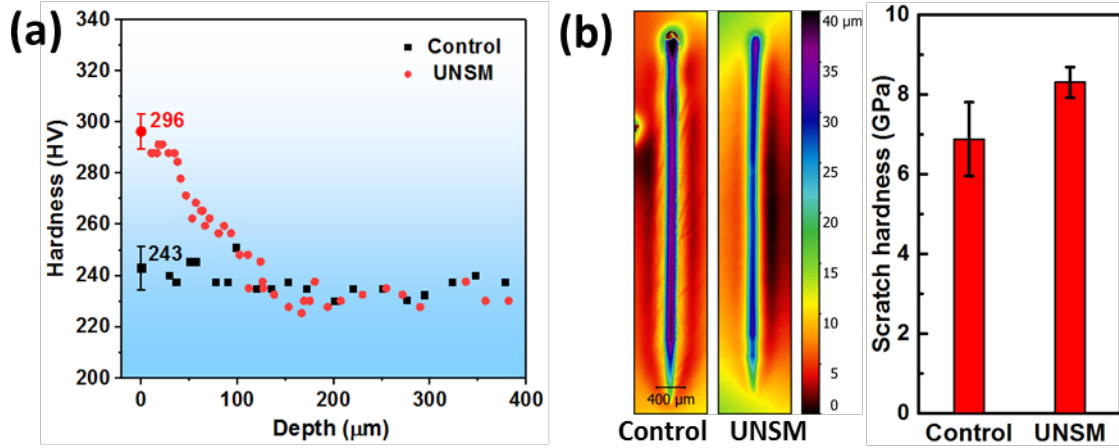 (a)
Hardness (HV)
340
320
300
280
260
240
220
200
Control
UNSM
296
243
0
100
200
300
400
Depth (μm)
(b)
40 μm
35
30
25
20
15
10
5
0
400 μm
Control
UNSM
Scratch hardness (GPa)
10
8
6
4
2
0
Control
UNSM